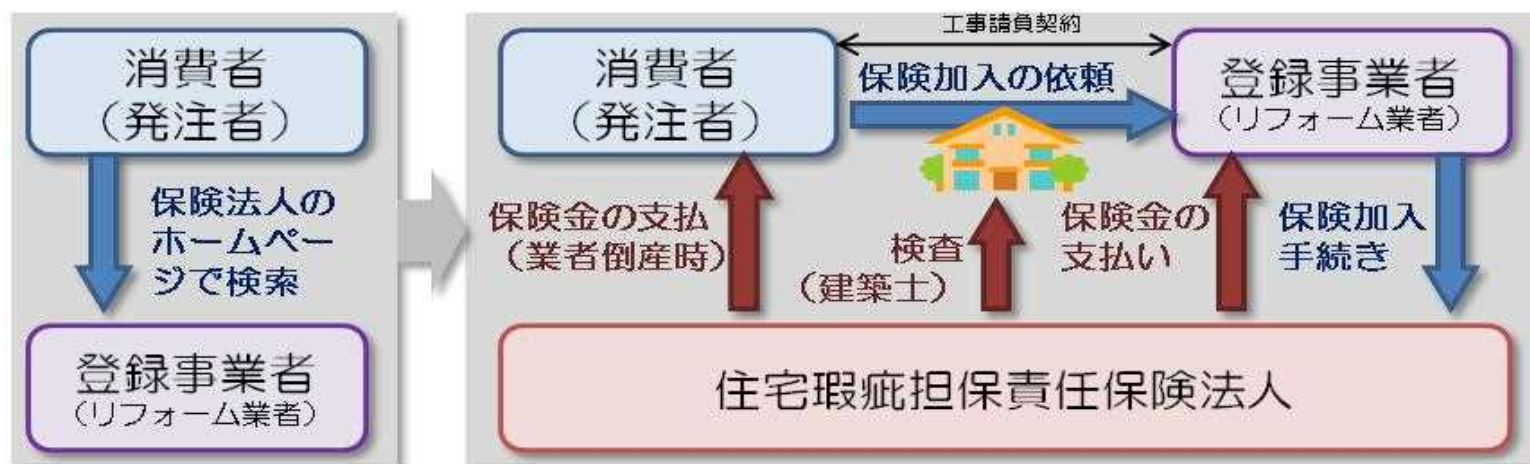 消費者
（発注者）
保険法人の
ホームペー
ジで検索
登録事業者
（リフォーム業者）
工事請負契約
消費者
（発注者）
保険加入の依頼
登録事業者
（リフォーム業者）
保険金の支払
（業者倒産時）
検査
（建築士）
保険金の
支払い
保険加入
手続き
住宅瑕疵担保責任保険法人